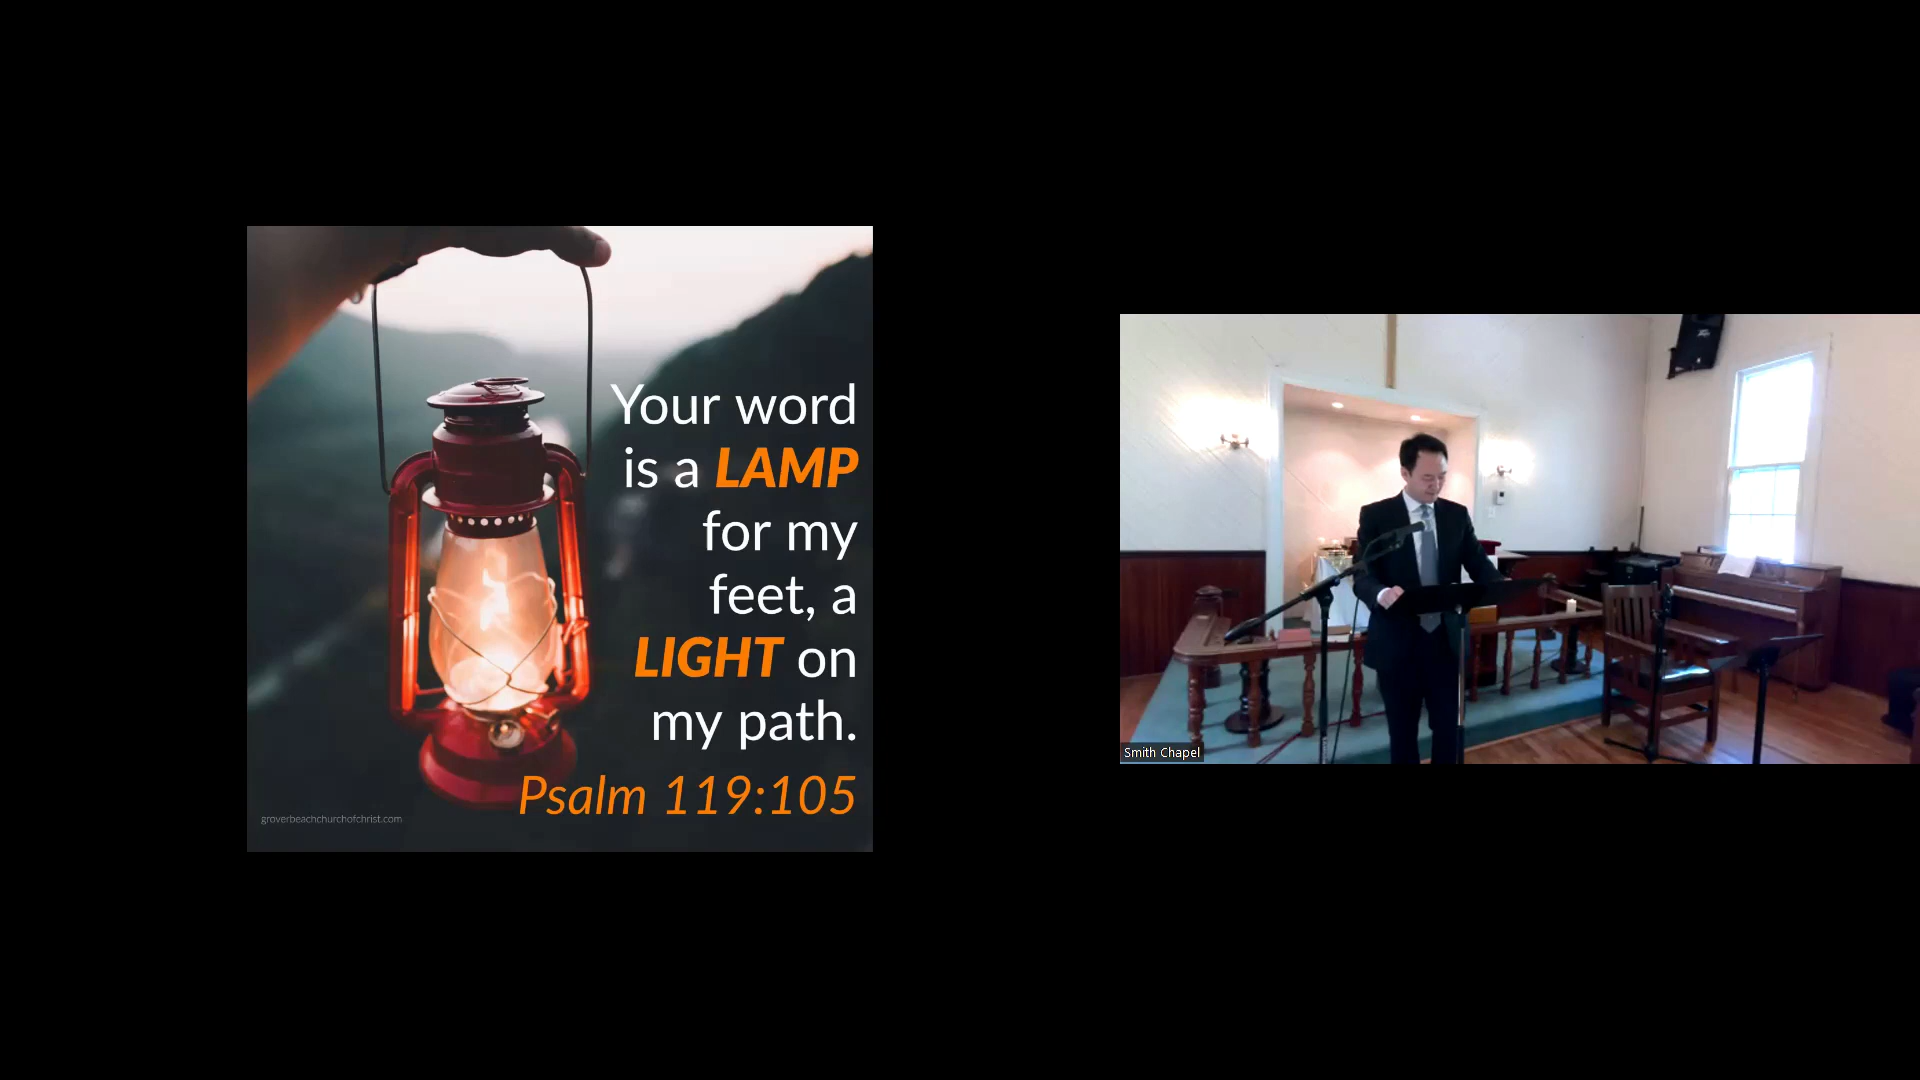 Your word
is a LAMP
for my
feet, a
LIGHT on
my path.
Psalm 119:105
groverbeachchurchofchrist.com
Smith Chapel